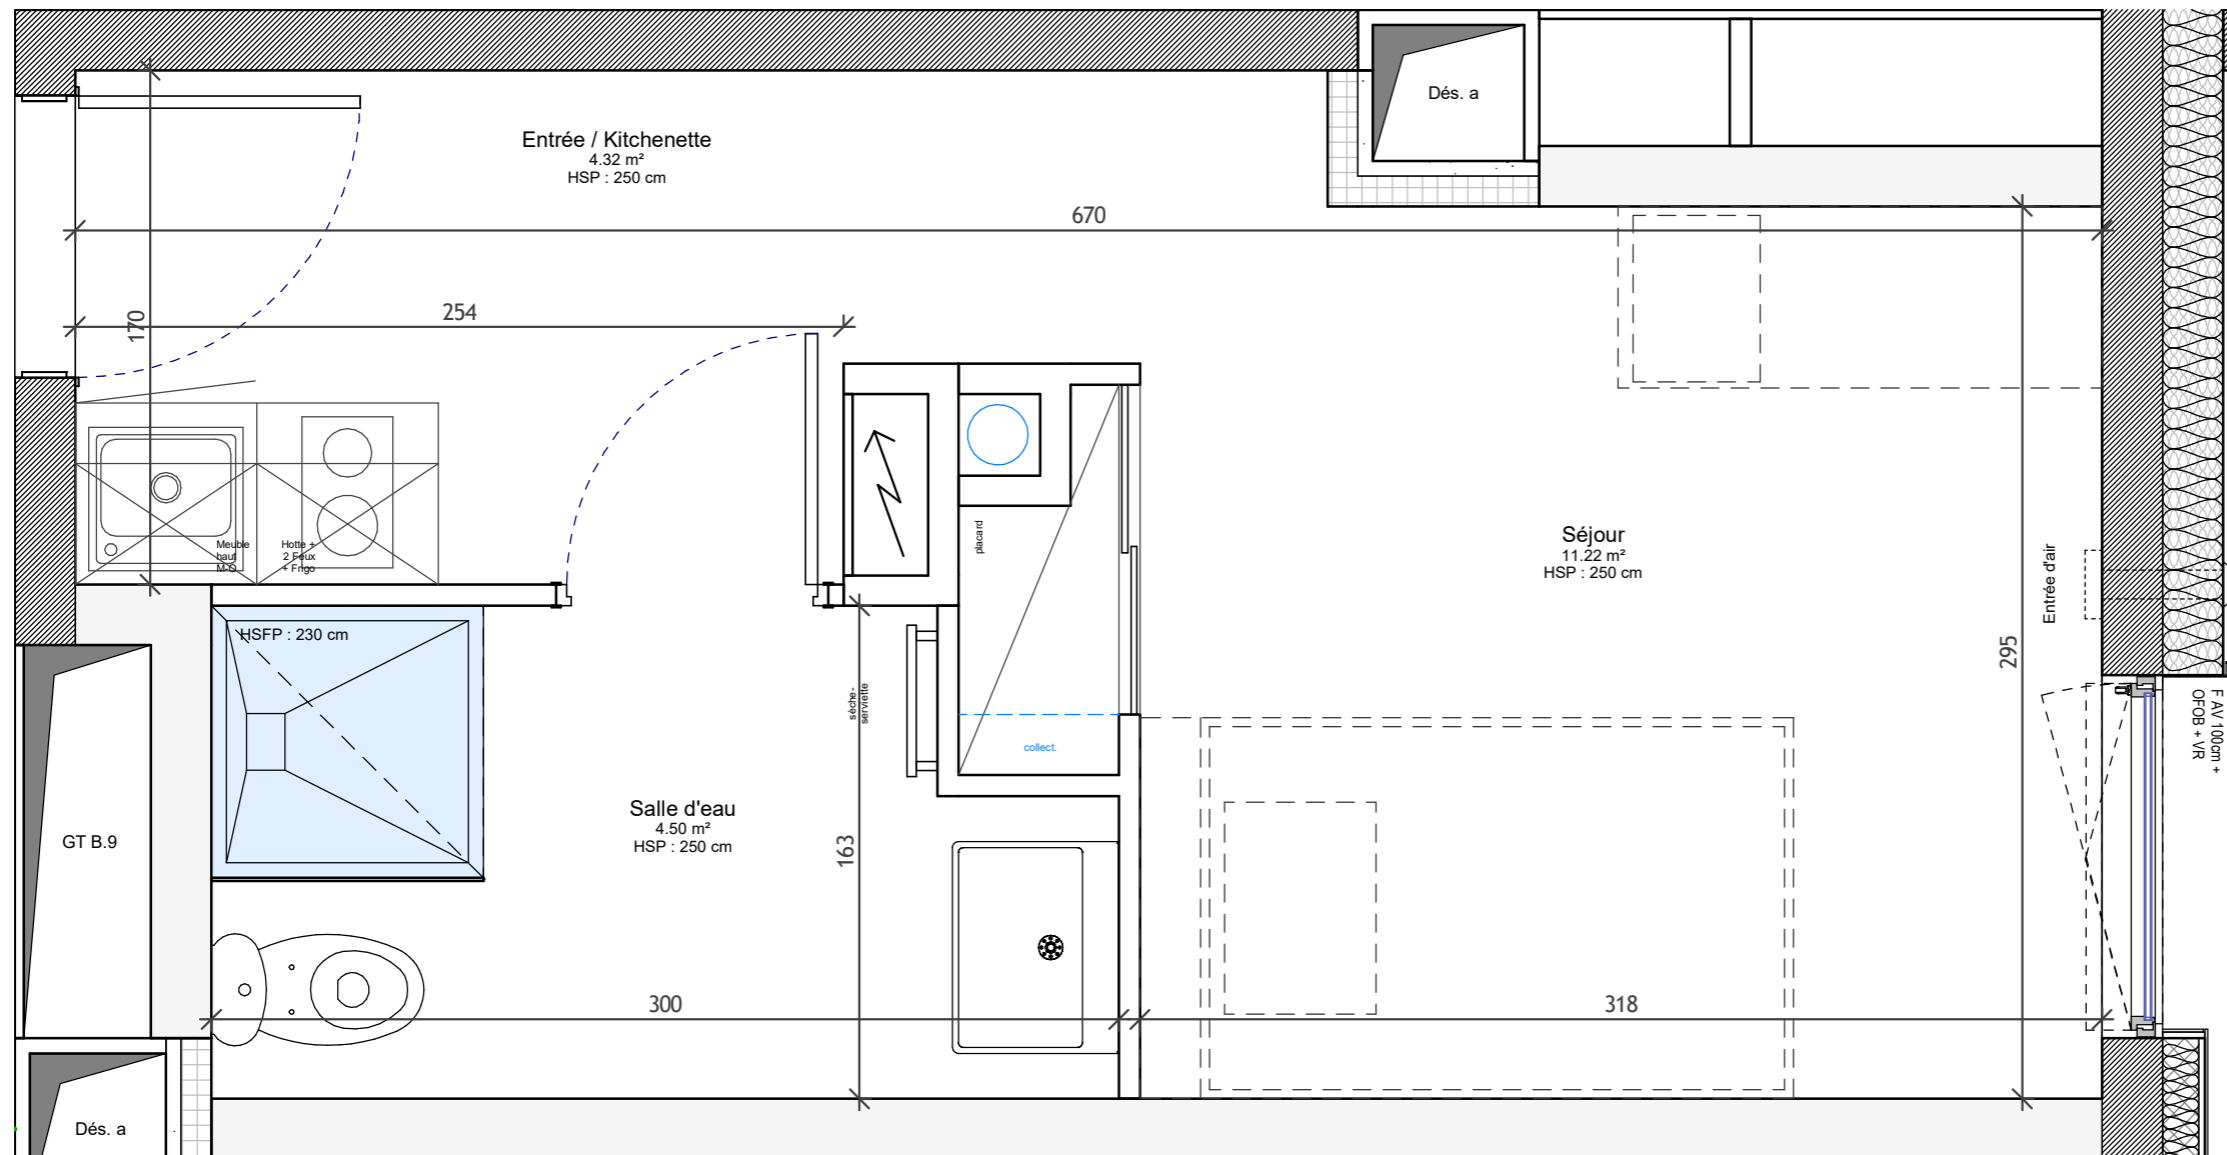 Dés. a
Entrée / Kitchenette
4.32 m²
HSP : 250 cm
670
254
170
Meuble
haut
M-O
Hotte +
2 Feux
+ Frigo
placard
Séjour
11.22 m²
HSP : 250 cm
Entrée d'air
295
HSFP : 230 cm
sèche-
serviette
F AV 100cm +
OFOB + VR
collect.
Salle d'eau
4.50 m²
HSP : 250 cm
163
GT B.9
300
318
Dés. a